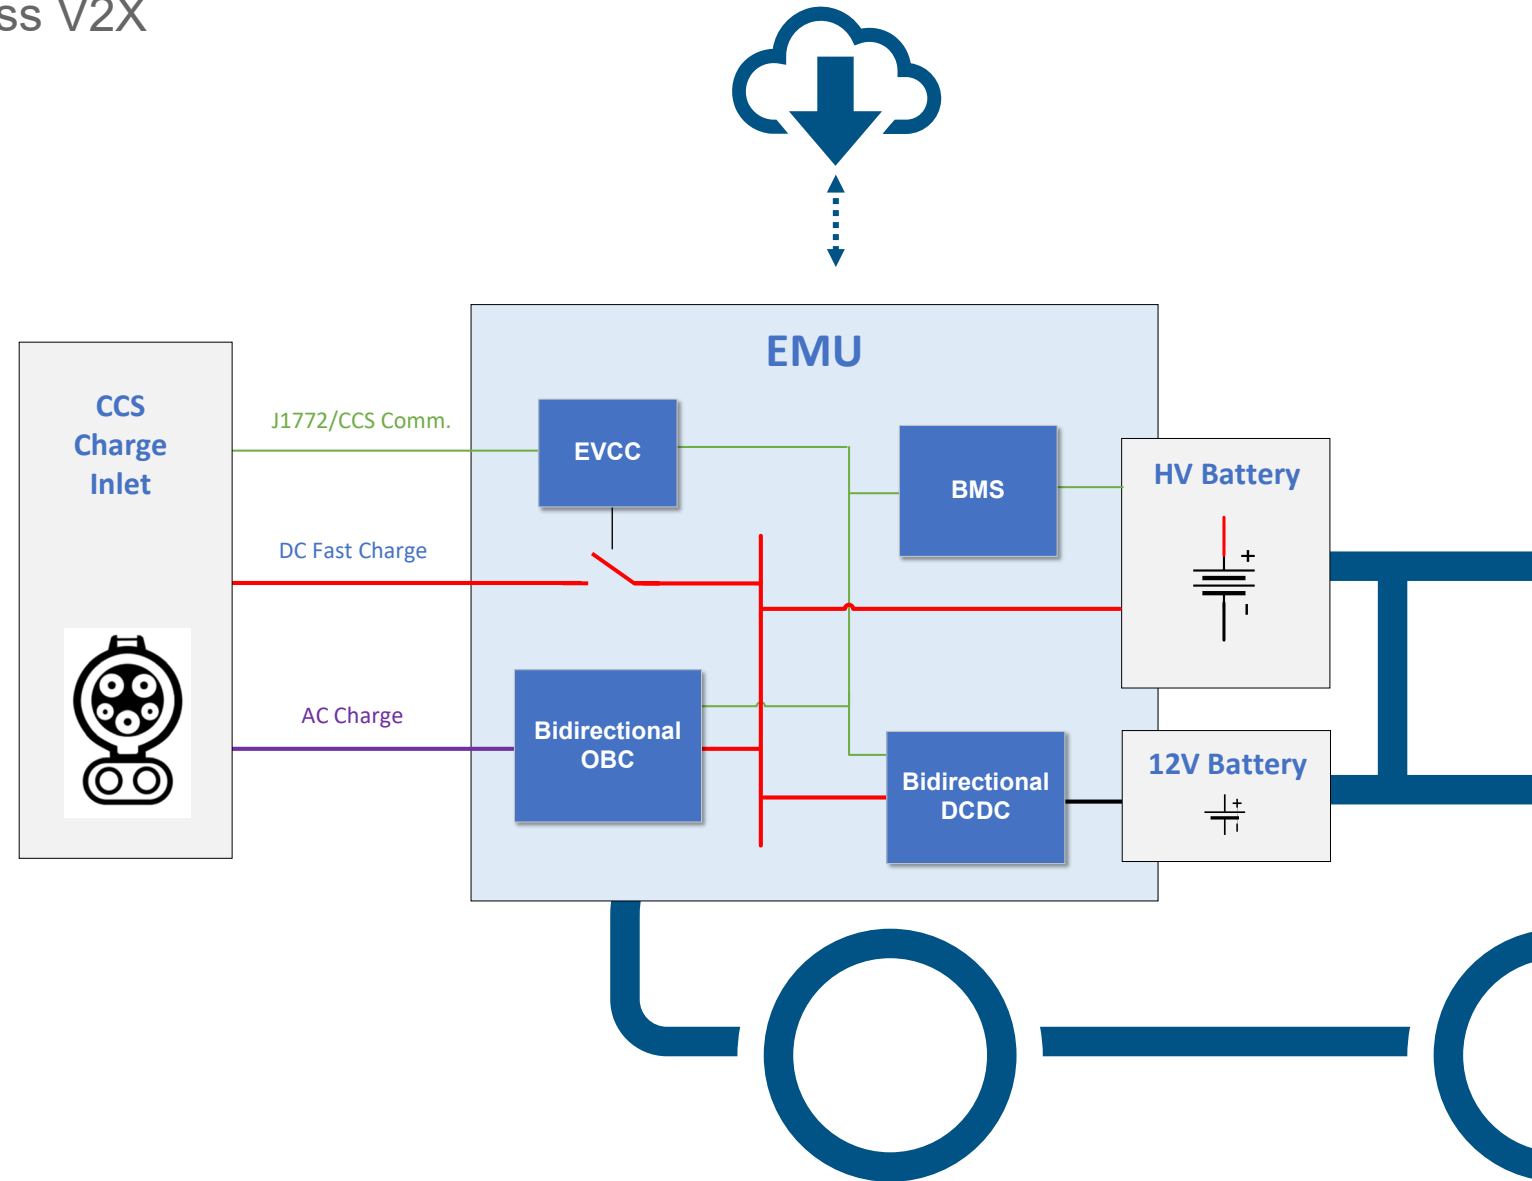 ss V2X
EMU
CCS
Charge
Inlet
J1772/CCS Comm.
EVCC
BMS
HV Battery
DC Fast Charge
AC Charge
Bidirectional
OBC
Bidirectional
DCDC
12V Battery